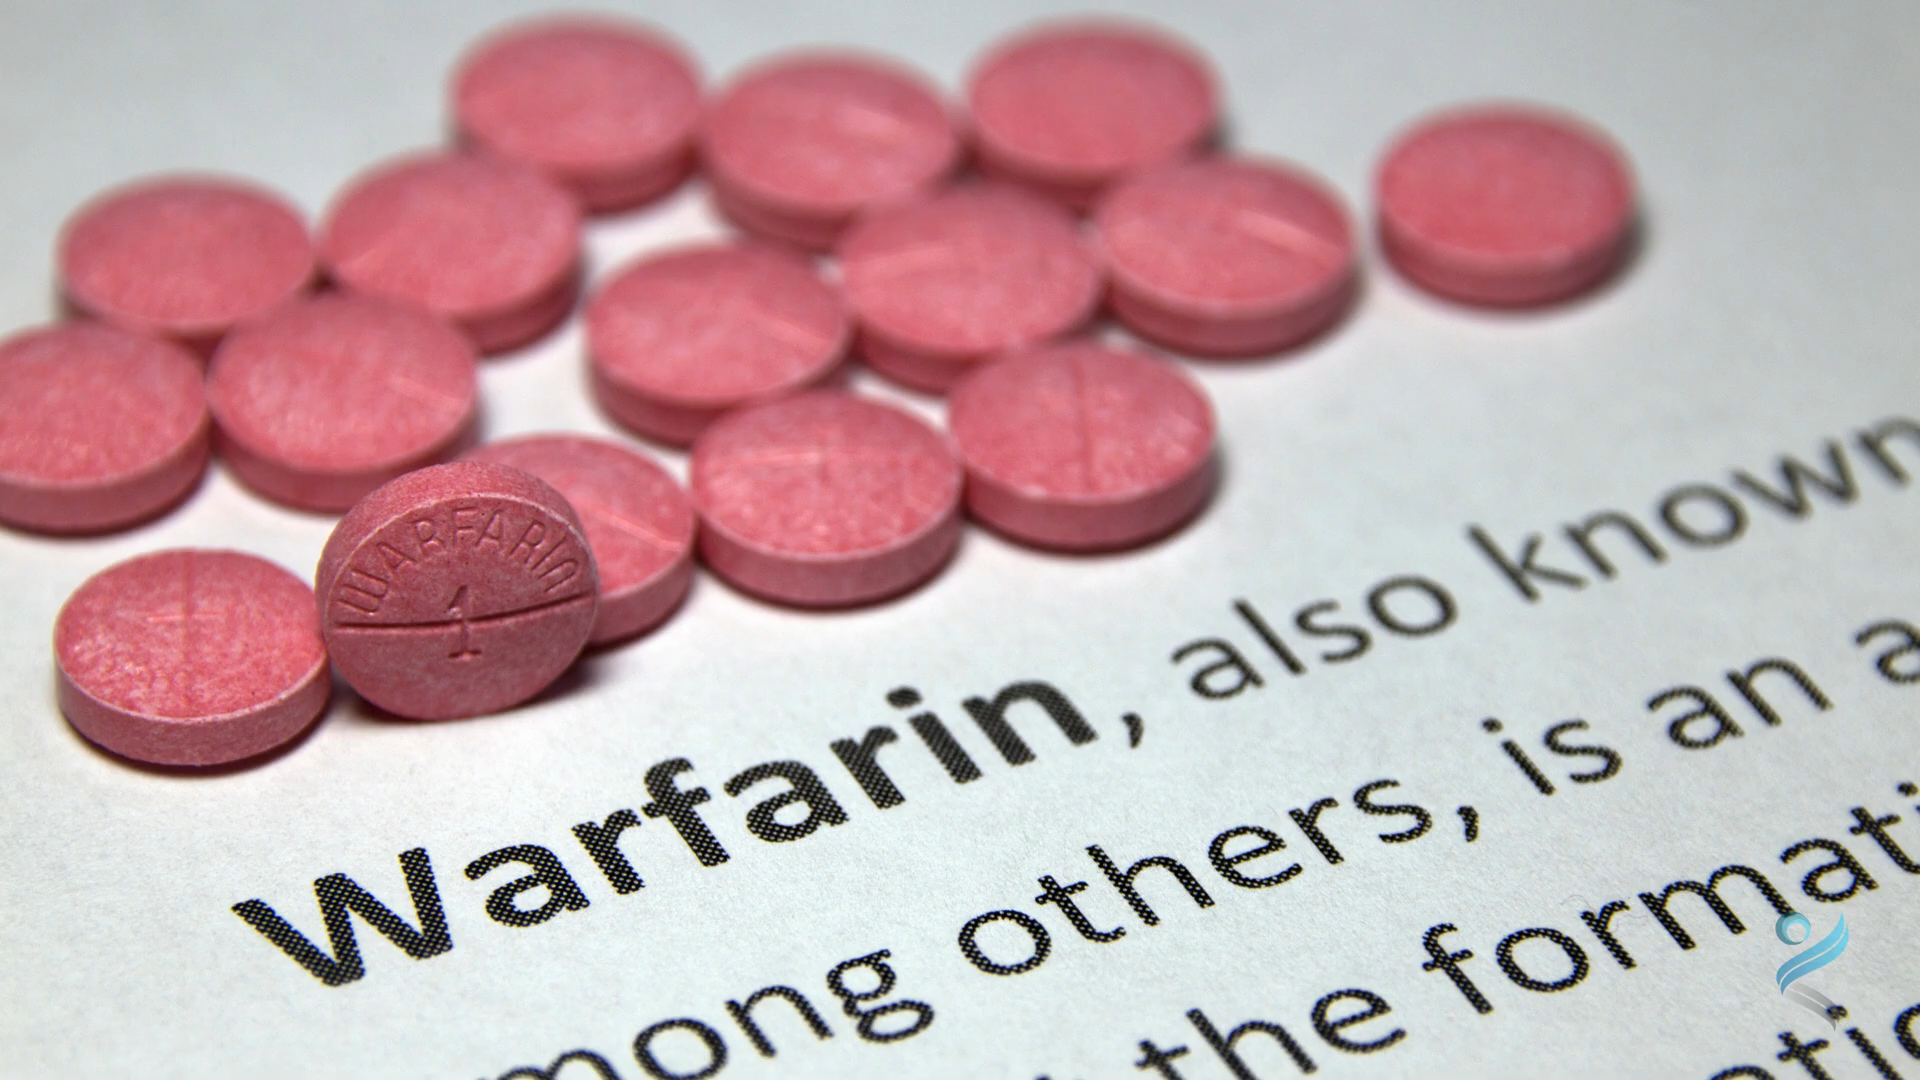 WARFARIN
1
Warfarin, also known
among others, is an a
the formati